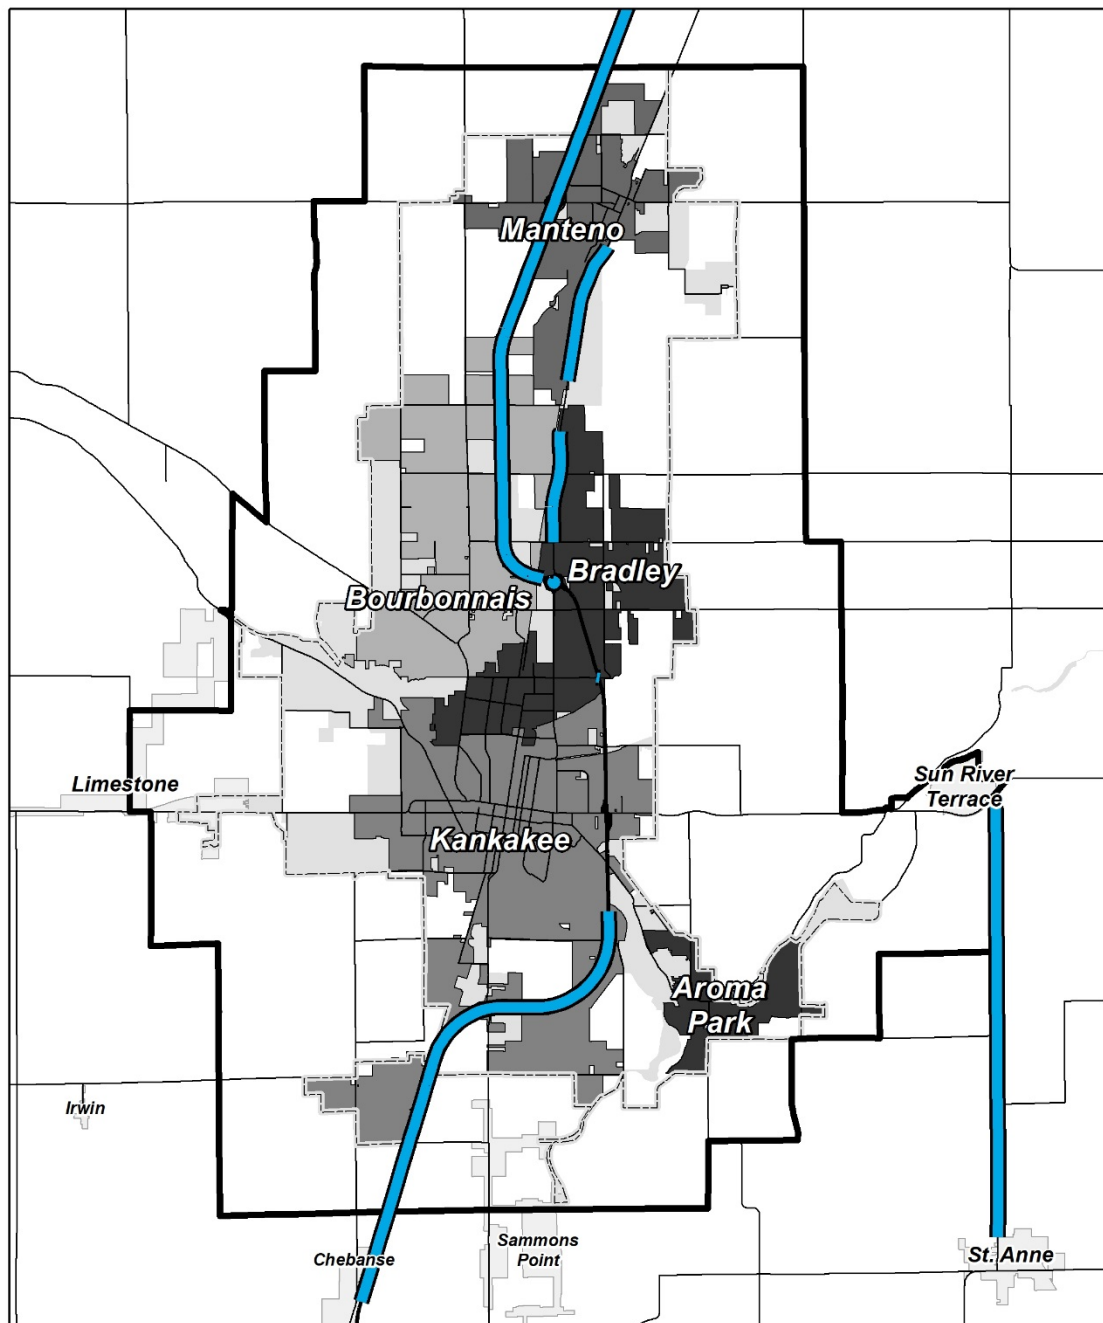 Manteno
Bradley
Bourbonnais
Limestone
Sun River
Terrace
Kankakee
Aroma
Park
Irwin
Sammons
Point
Chebanse
St. Anne